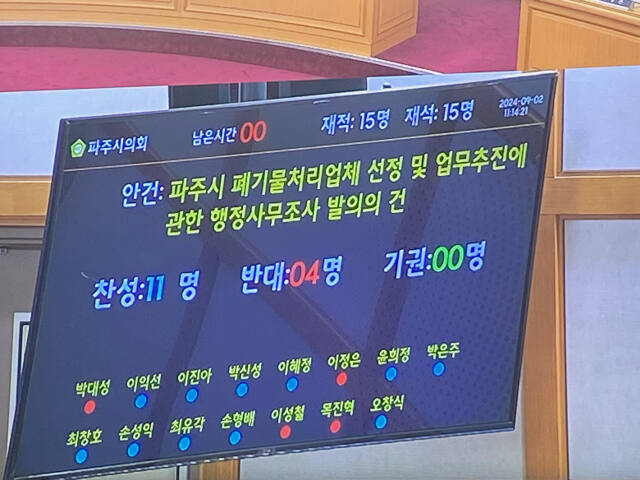 파주시의회 남은시간 00 재적: 15명 재석: 15명 2024-09-02
11:14:21
안건: 파주시 폐기물처리업체 선정 및 업무추진에
관한 행정사무조사 발의의 건
찬성:11 명 반대:04명 기권:00명
박대성 이익선 이진아 박신성 이혜정 이정은 윤희정 박은주
최창호 손성익 최유각 손형배 이성철 목진혁 오창식